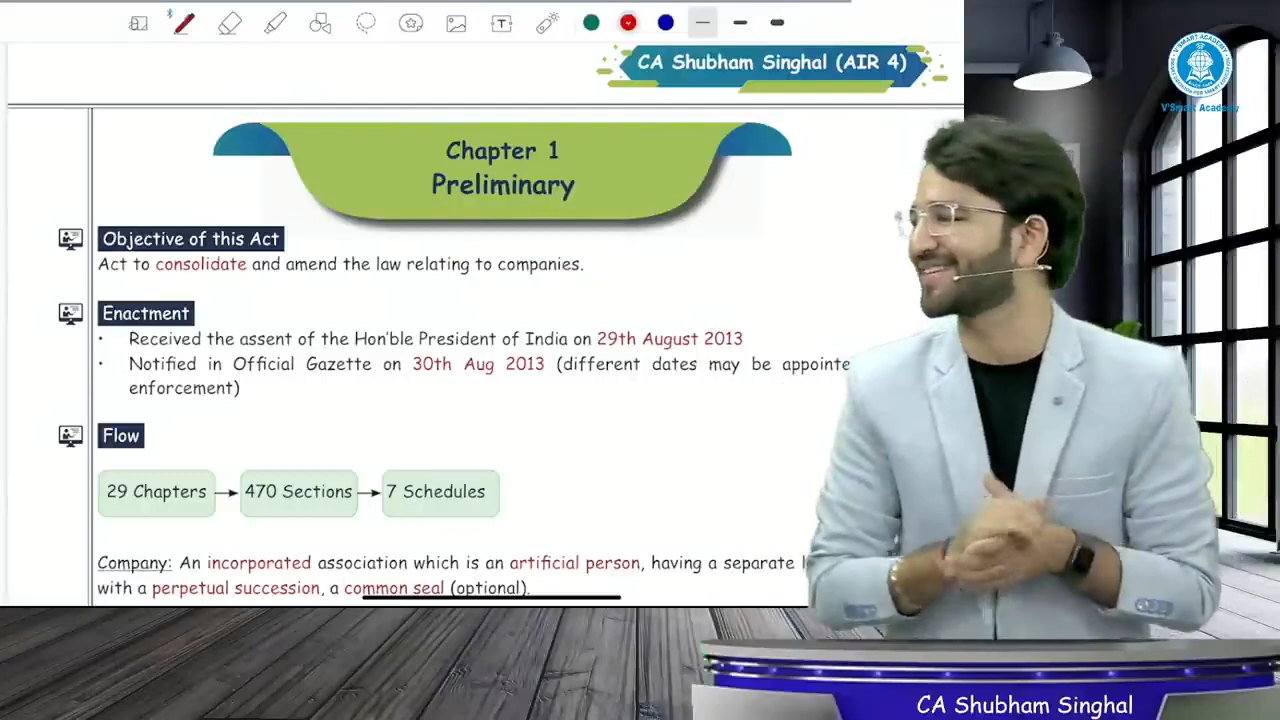 CA Shubham Singhal (AIR 4)
V'SMART ACADEMY
V'Smart Academy
Chapter 1
Preliminary
Objective of this Act
Act to consolidate and amend the law relating to companies.
Enactment
• Received the assent of the Hon'ble President of India on 29th August 2013
• Notified in Official Gazette on 30th Aug 2013 (different dates may be appointe
enforcement)
Flow
29 Chapters → 470 Sections → 7 Schedules
Company: An incorporated association which is an artificial person, having a separate l
with a perpetual succession, a common seal (optional).
CA Shubham Singhal